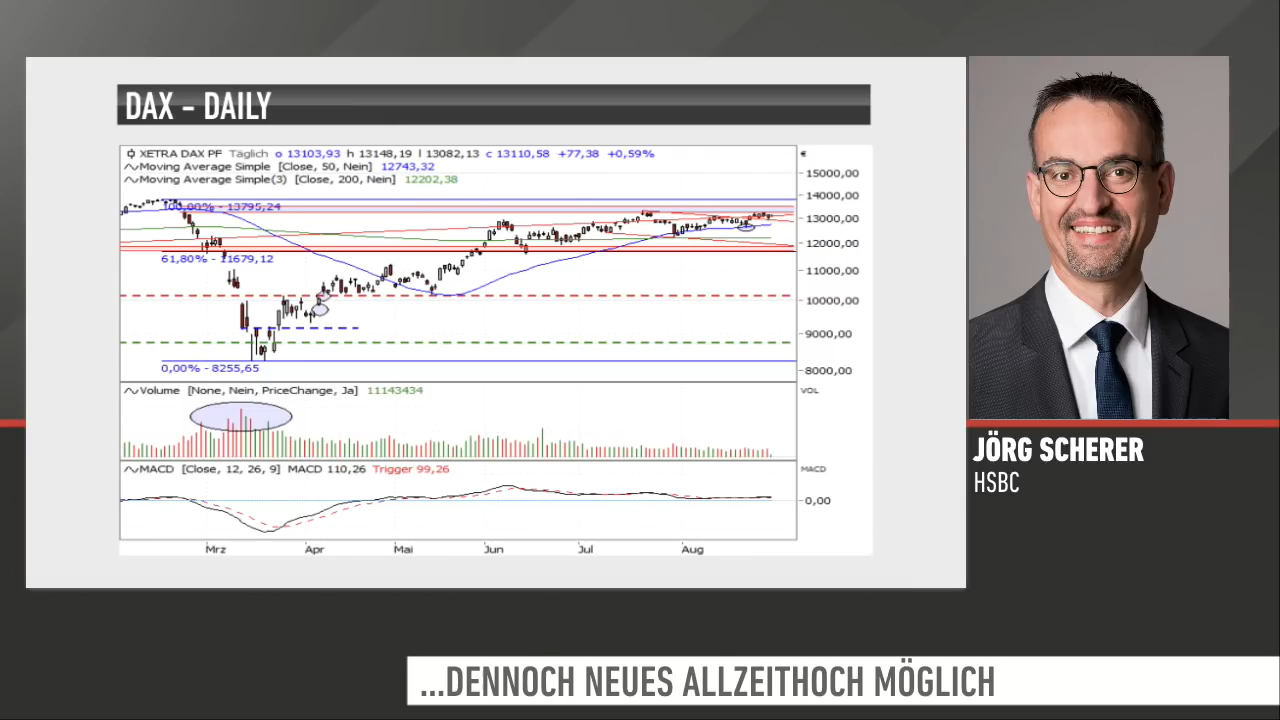 DAX - DAILY
XETRA DAX PF Täglich o 13103,93 h 13148,19 l 13082,13 c 13110,58 +77,38 +0,59% €
Moving Average Simple [Close, 50, Nein] 12743,32
Moving Average Simple(3) [Close, 200, Nein] 12202,38
15000,00
14000,00
100,00% - 13795,24
13000,00
12000,00
61,80% - 11679,12
11000,00
10000,00
9000,00
0,00% - 8255,65
8000,00
Volume [None, Nein, PriceChange, Ja] 11143434 VOL
MACD [Close, 12, 26, 9] MACD 110,26 Trigger 99,26 MACD
0,00
Mrz Apr Mai Jun Jul Aug
JÖRG SCHERER
HSBC
...DENNOCH NEUES ALLZEITHOCH MÖGLICH